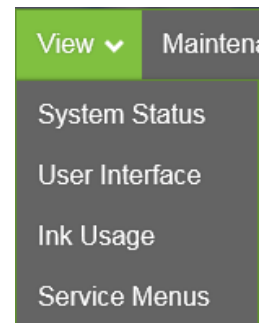 View Maintena
System Status
User Interface
Ink Usage
Service Menus